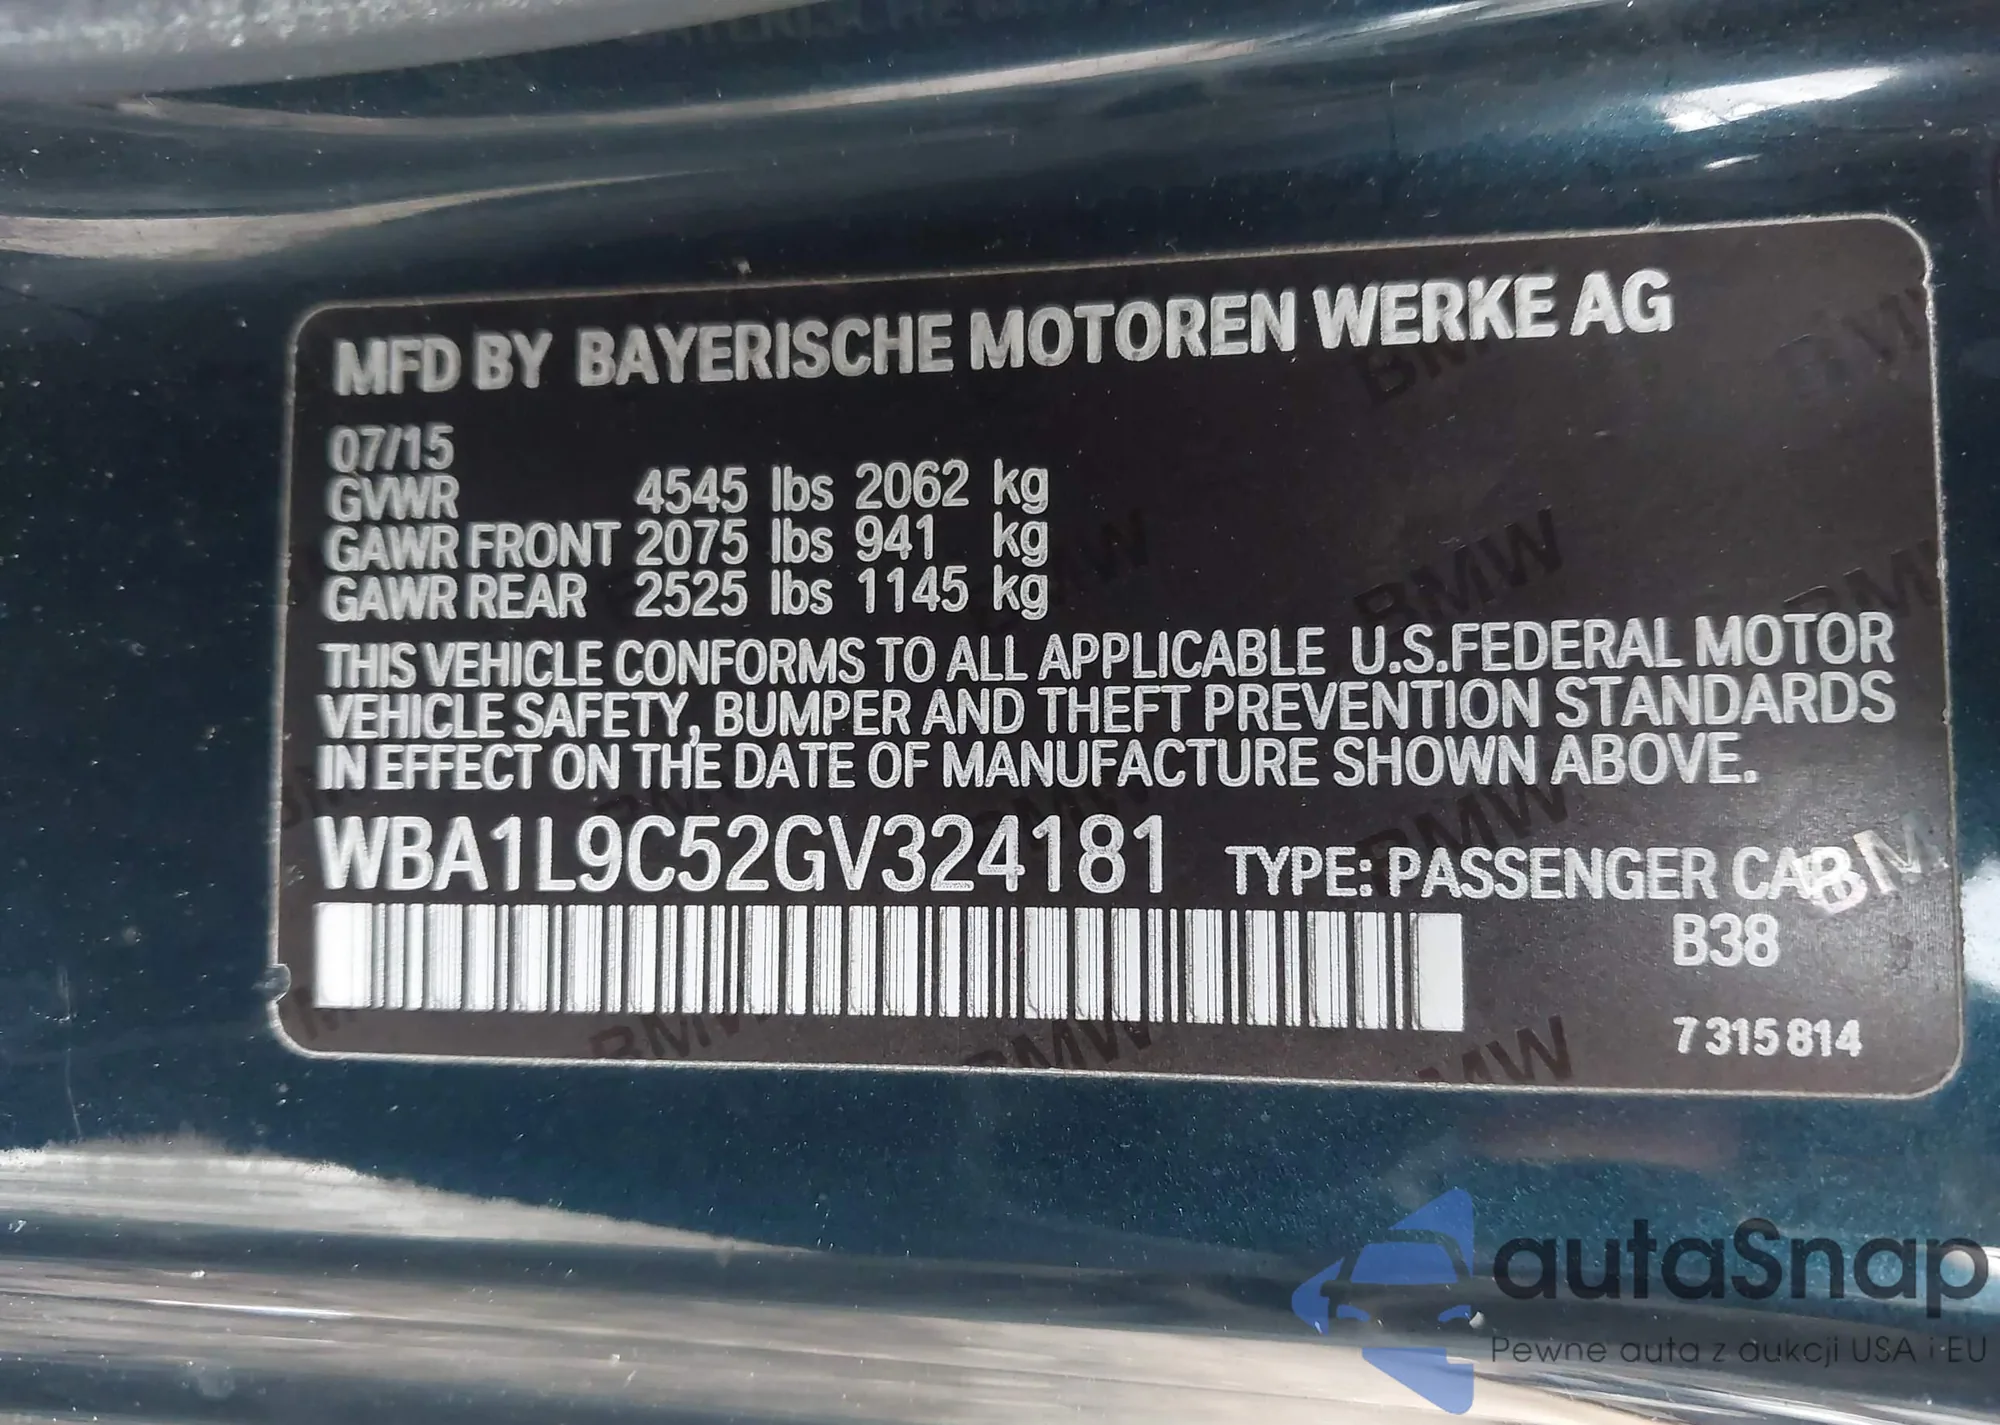 MFD BY BAYERISCHE MOTOREN WERKE AG
07/15
GVWR 4545 lbs 2062 kg
GAWR FRONT 2075 lbs 941 kg
GAWR REAR 2525 lbs 1145 kg
THIS VEHICLE CONFORMS TO ALL APPLICABLE U.S.FEDERAL MOTOR
VEHICLE SAFETY, BUMPER AND THEFT PREVENTION STANDARDS
IN EFFECT ON THE DATE OF MANUFACTURE SHOWN ABOVE.
WBA1L9C52GV324181 TYPE: PASSENGER CAR
B38
7 315 814
autaSnap
Pewne auta z aukcji USA i EU